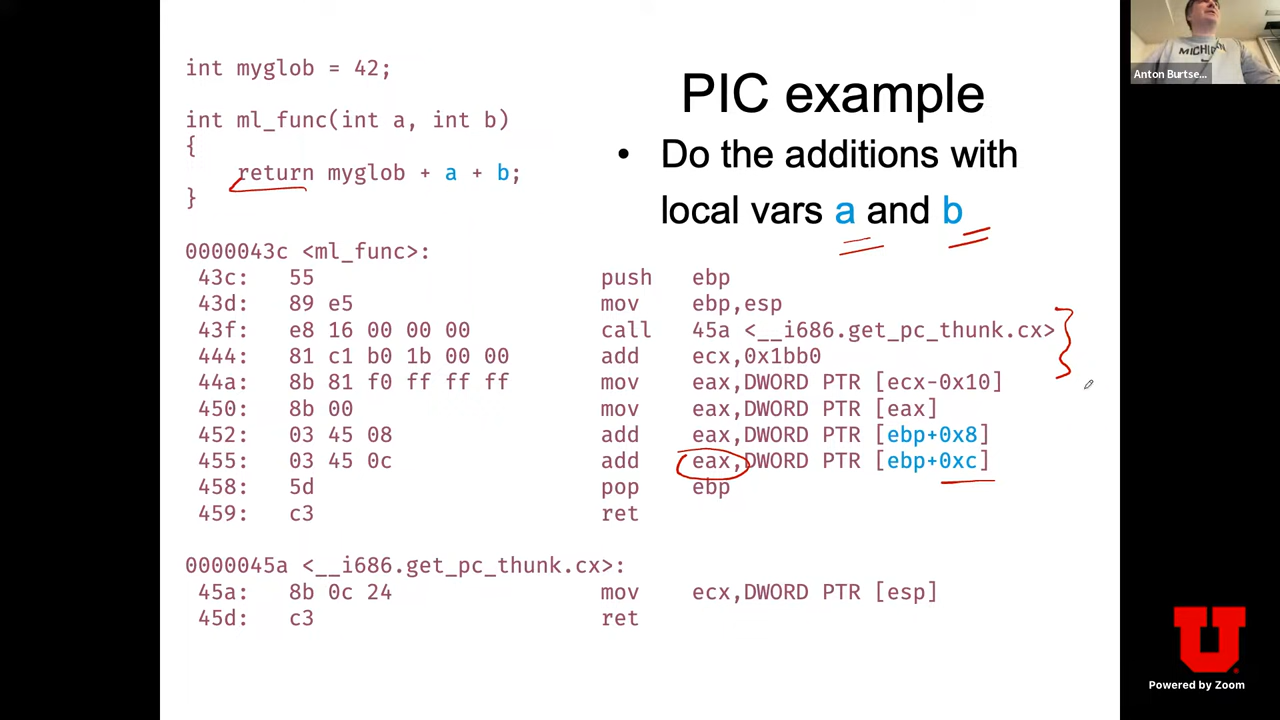 int myglob = 42;
int ml_func(int a, int b)
{
return myglob + a + b;
}
PIC example
• Do the additions with
local vars a and b
0000043c <ml_func>:
43c: 55 push ebp
43d: 89 e5 mov ebp,esp
43f: e8 16 00 00 00 call 45a <__i686.get_pc_thunk.cx>
444: 81 c1 b0 1b 00 00 add ecx,0x1bb0
44a: 8b 81 f0 ff ff ff mov eax,DWORD PTR [ecx-0x10]
450: 8b 00 mov eax,DWORD PTR [eax]
452: 03 45 08 add eax,DWORD PTR [ebp+0x8]
455: 03 45 0c add eax,DWORD PTR [ebp+0xc]
458: 5d pop ebp
459: c3 ret
0000045a <__i686.get_pc_thunk.cx>:
45a: 8b 0c 24 mov ecx,DWORD PTR [esp]
45d: c3 ret
MICHIGAN
Anton Burtse...
U
Powered by Zoom